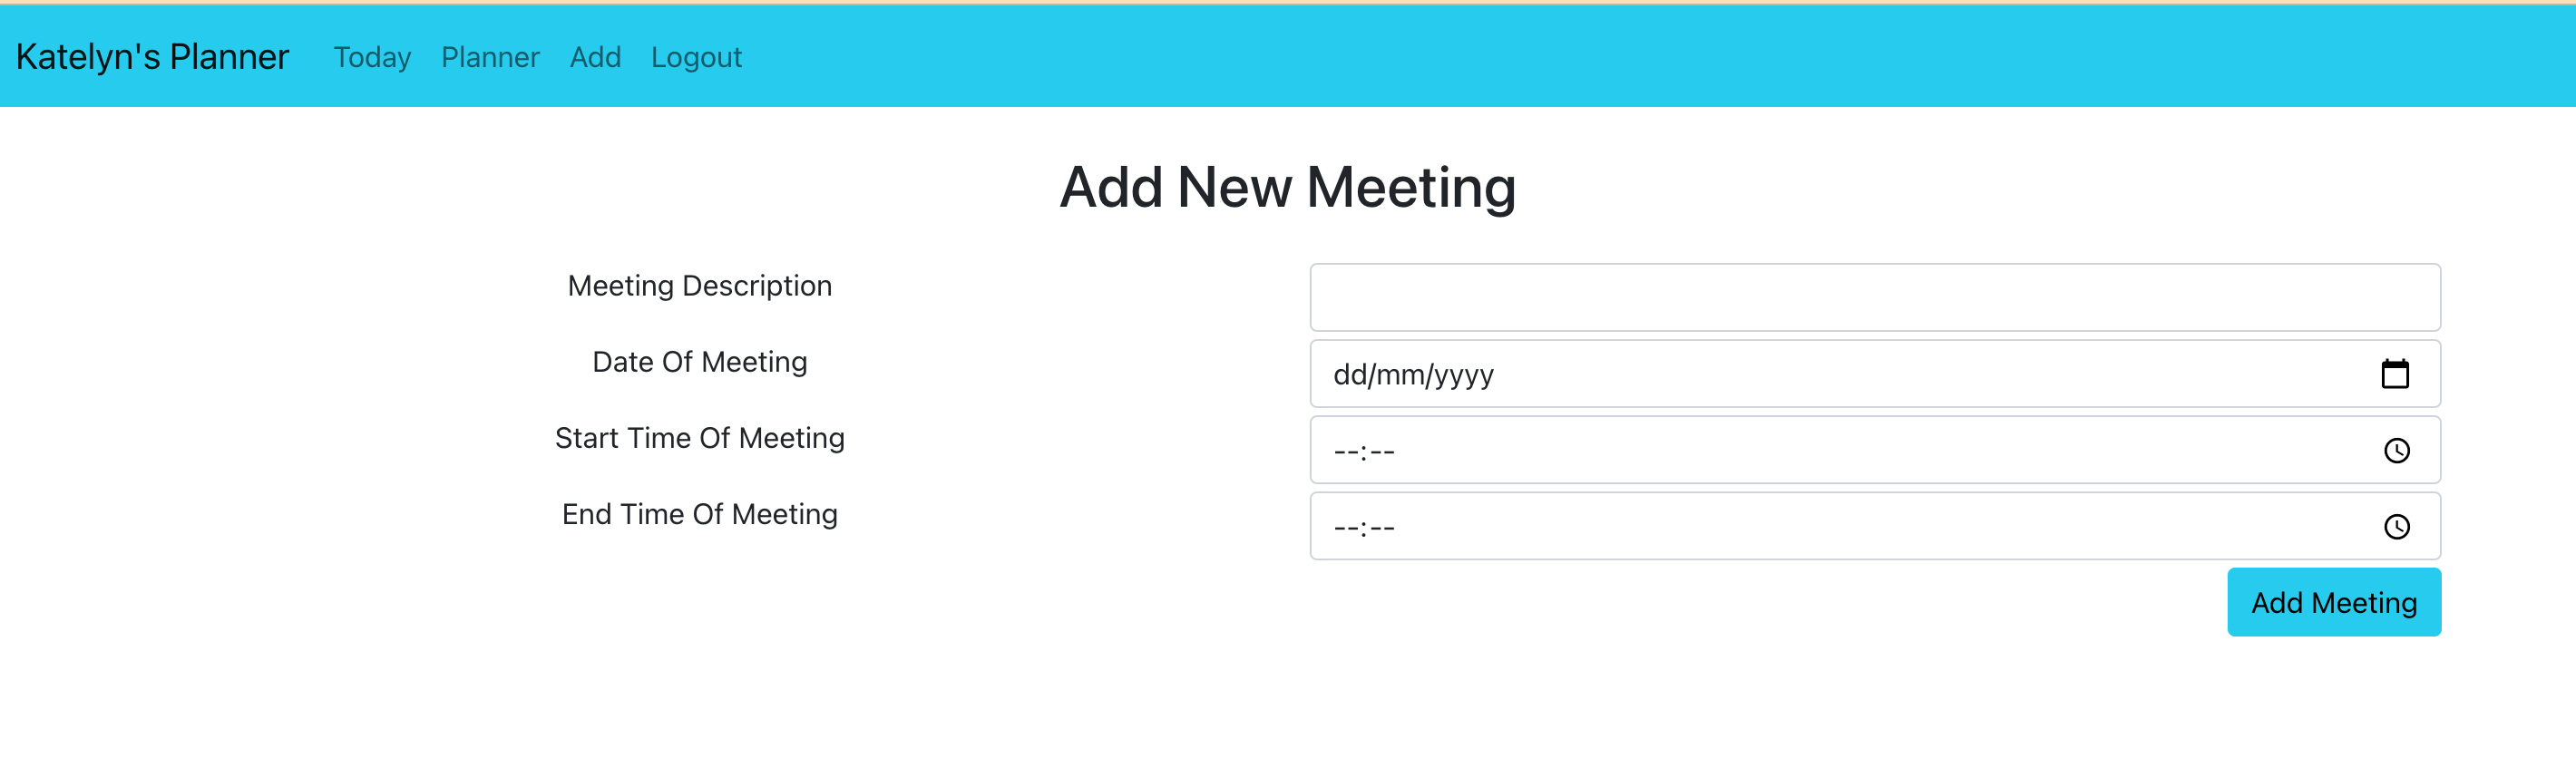 Katelyn's Planner Today Planner Add Logout
Add New Meeting
Meeting Description
Date Of Meeting dd/mm/yyyy
Start Time Of Meeting --:--
End Time Of Meeting --:--
Add Meeting